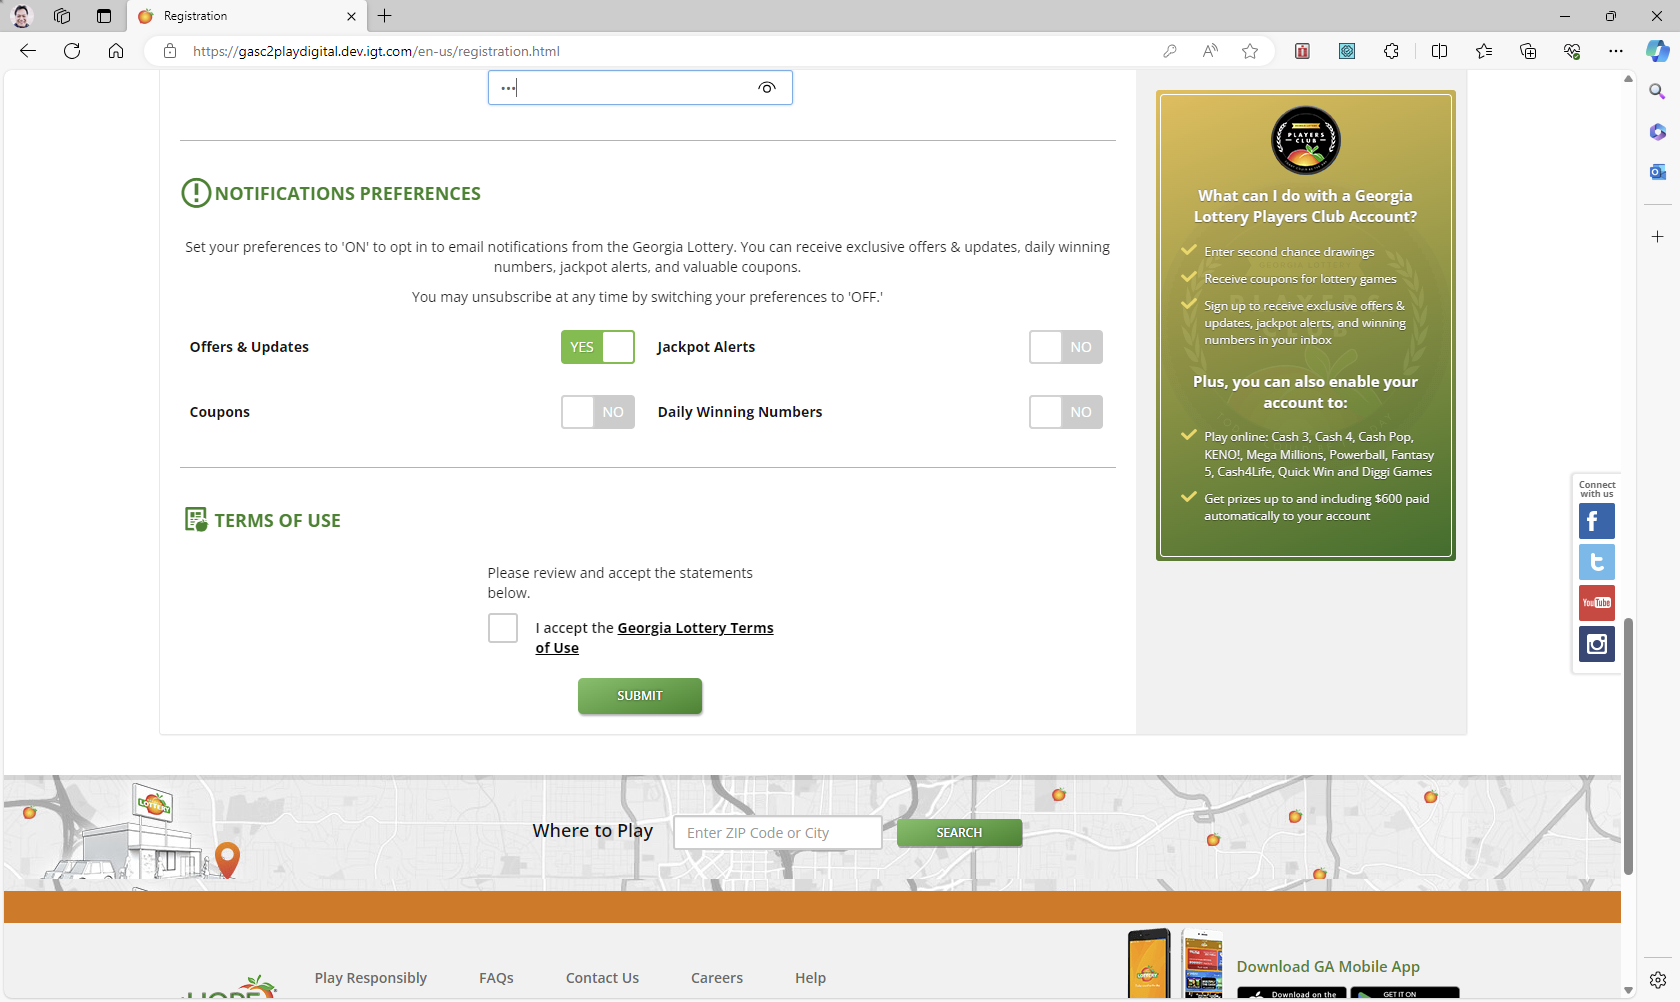 Registration
https://gasc2playdigital.dev.igt.com/en-us/registration.html
NOTIFICATIONS PREFERENCES
Set your preferences to 'ON' to opt in to email notifications from the Georgia Lottery. You can receive exclusive offers & updates, daily winning
numbers, jackpot alerts, and valuable coupons.
You may unsubscribe at any time by switching your preferences to 'OFF.'
Offers & Updates YES Jackpot Alerts NO
Coupons NO Daily Winning Numbers NO
TERMS OF USE
Please review and accept the statements
below.
I accept the Georgia Lottery Terms
of Use
SUBMIT
PLAYERS
CLUB
What can I do with a Georgia
Lottery Players Club Account?
Enter second chance drawings
Receive coupons for lottery games
Sign up to receive exclusive offers &
updates, jackpot alerts, and winning
numbers in your inbox
Plus, you can also enable your
account to:
Play online: Cash 3, Cash 4, Cash Pop,
KENO!, Mega Millions, Powerball, Fantasy
5, Cash4Life, Quick Win and Diggi Games
Get prizes up to and including $600 paid
automatically to your account
Connect
with us
YouTube
LOTTERY
Where to Play
Enter ZIP Code or City
SEARCH
HOPE
Play Responsibly FAQs Contact Us Careers Help
Download GA Mobile App
Download on the
GET IT ON